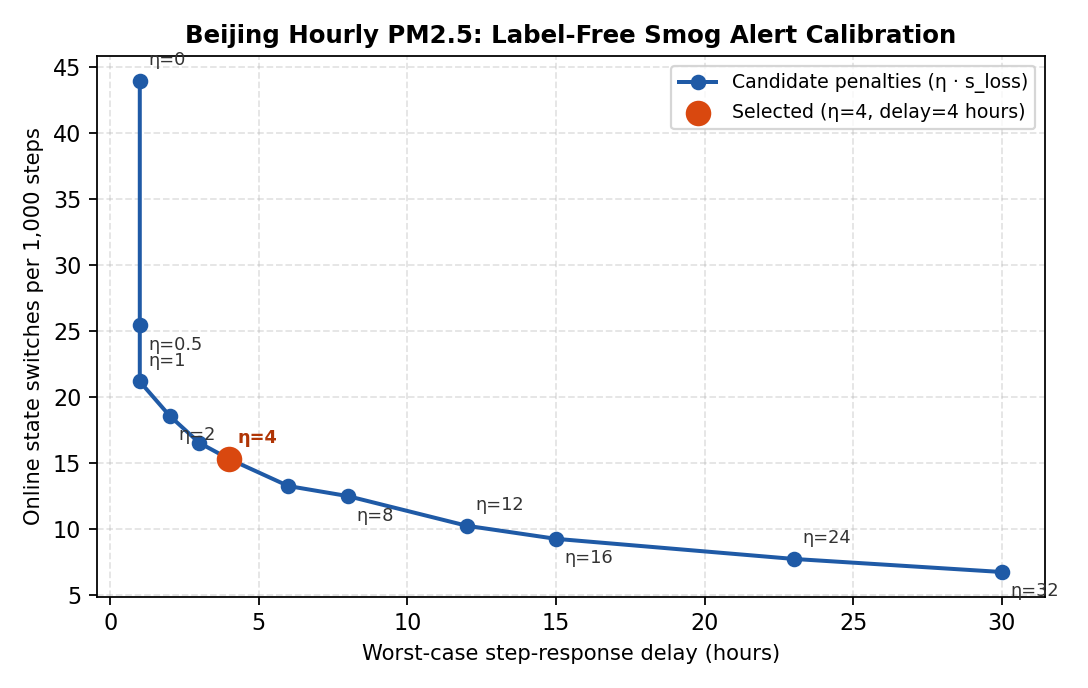 Beijing Hourly PM2.5: Label-Free Smog Alert Calibration
Online state switches per 1,000 steps
45
40
35
30
25
20
15
10
5
Candidate penalties (η · s_loss)
Selected (η=4, delay=4 hours)
η=0
η=0.5
η=1
η=2
η=4
η=8
η=12
η=16
η=24
η=32
0
5
10
15
20
25
30
Worst-case step-response delay (hours)